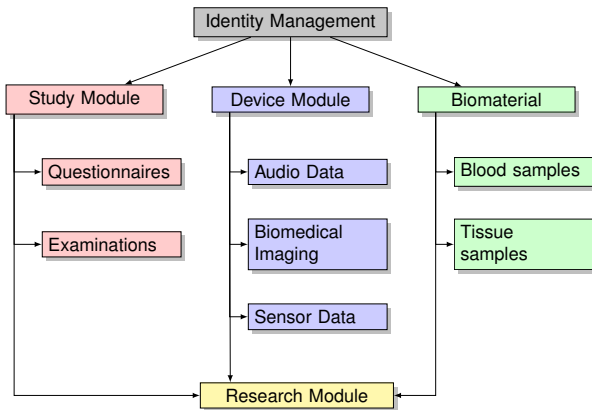 Identity Management
Study Module
Device Module
Biomaterial
Questionnaires
Audio Data
Blood samples
Examinations
Biomedical
Imaging
Tissue
samples
Sensor Data
Research Module